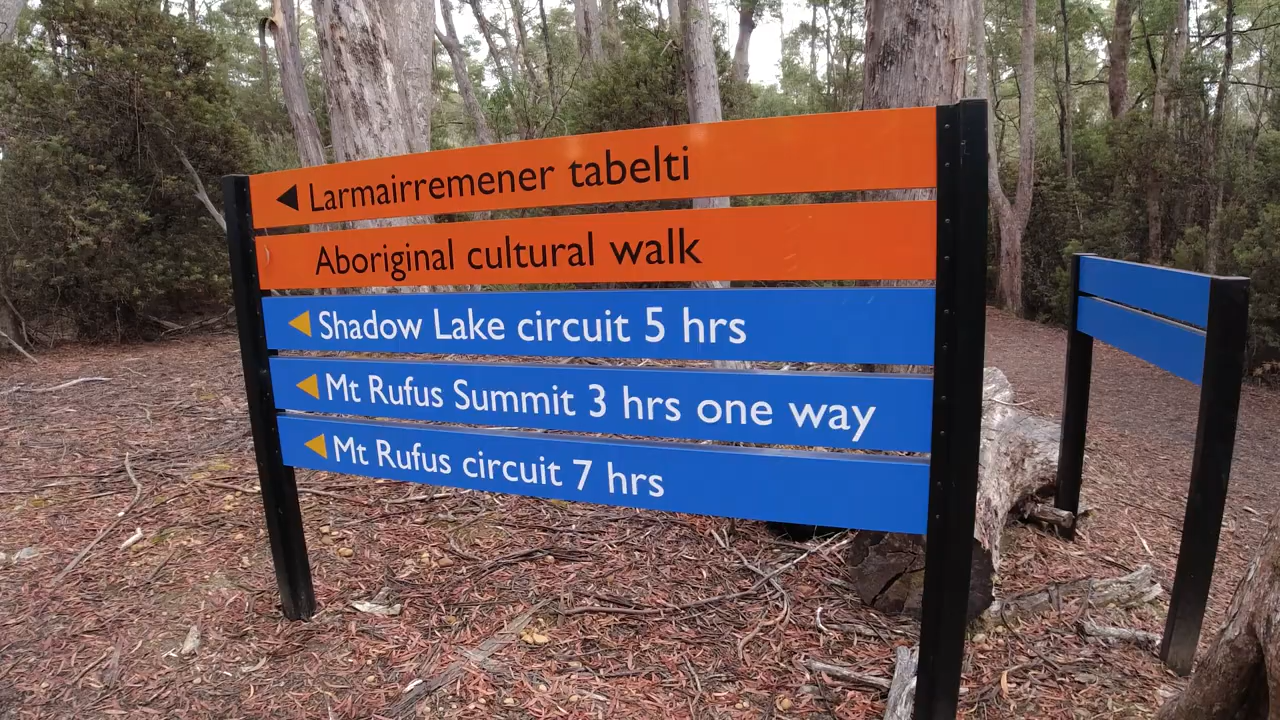 Larmairremener tabelti
Aboriginal cultural walk
Shadow Lake circuit 5 hrs
Mt Rufus Summit 3 hrs one way
Mt Rufus circuit 7 hrs